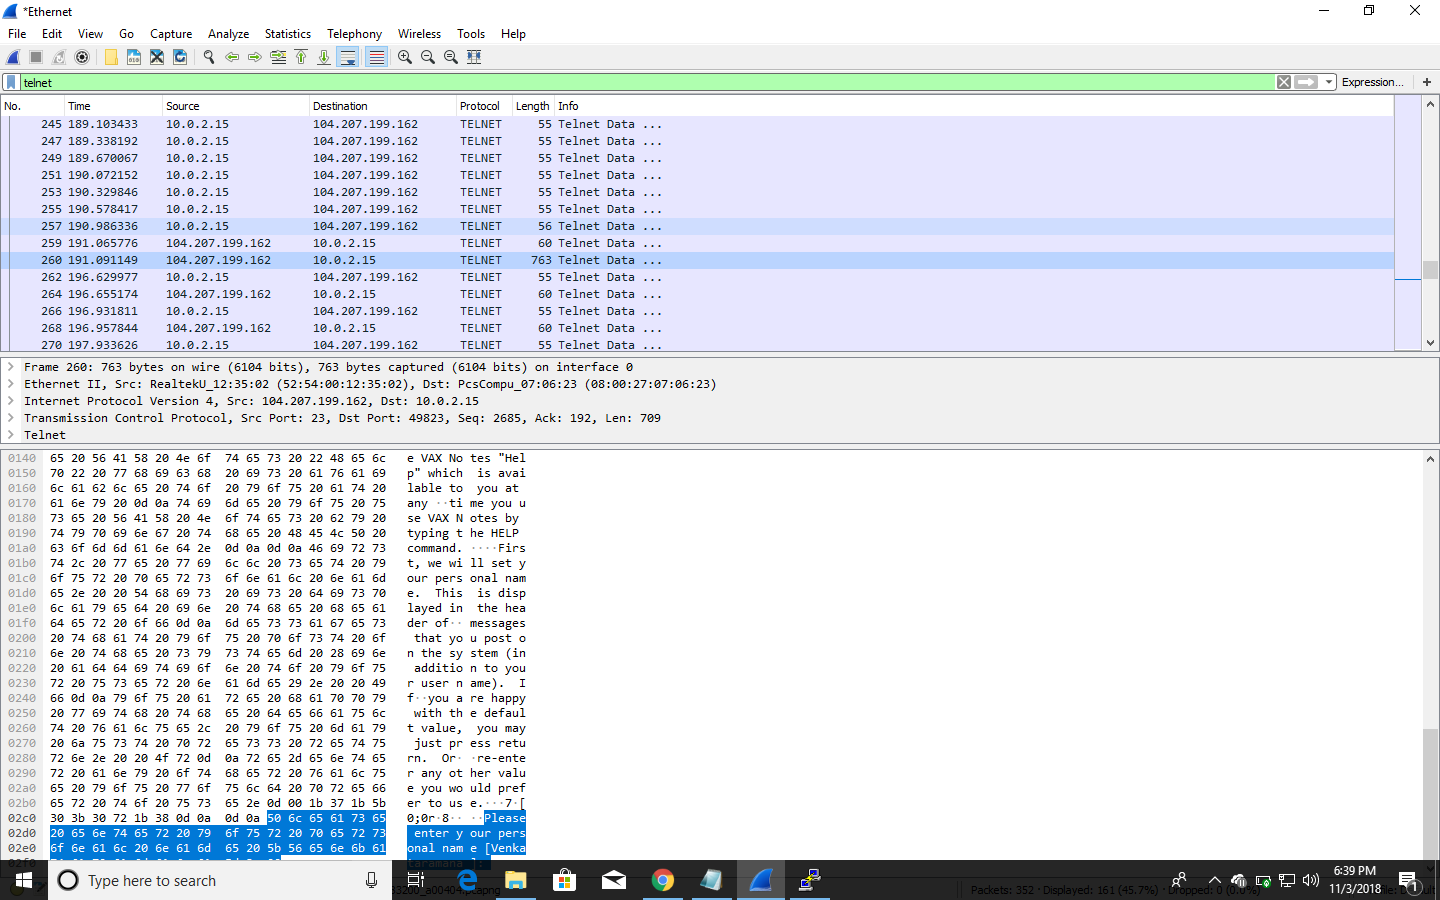 *Ethernet
File Edit View Go Capture Analyze Statistics Telephony Wireless Tools Help
telnet Expression... +
No. Time Source Destination Protocol Length Info
245 189.103433 10.0.2.15 104.207.199.162 TELNET 55 Telnet Data ...
247 189.338192 10.0.2.15 104.207.199.162 TELNET 55 Telnet Data ...
249 189.670067 10.0.2.15 104.207.199.162 TELNET 55 Telnet Data ...
251 190.072152 10.0.2.15 104.207.199.162 TELNET 55 Telnet Data ...
253 190.329846 10.0.2.15 104.207.199.162 TELNET 55 Telnet Data ...
255 190.578417 10.0.2.15 104.207.199.162 TELNET 55 Telnet Data ...
257 190.986336 10.0.2.15 104.207.199.162 TELNET 56 Telnet Data ...
259 191.065776 104.207.199.162 10.0.2.15 TELNET 60 Telnet Data ...
260 191.091149 104.207.199.162 10.0.2.15 TELNET 763 Telnet Data ...
262 196.629977 10.0.2.15 104.207.199.162 TELNET 55 Telnet Data ...
264 196.655174 104.207.199.162 10.0.2.15 TELNET 60 Telnet Data ...
266 196.931811 10.0.2.15 104.207.199.162 TELNET 55 Telnet Data ...
268 196.957844 104.207.199.162 10.0.2.15 TELNET 60 Telnet Data ...
270 197.933626 10.0.2.15 104.207.199.162 TELNET 55 Telnet Data ...
Frame 260: 763 bytes on wire (6104 bits), 763 bytes captured (6104 bits) on interface 0
Ethernet II, Src: RealtekU_12:35:02 (52:54:00:12:35:02), Dst: PcsCompu_07:06:23 (08:00:27:07:06:23)
Internet Protocol Version 4, Src: 104.207.199.162, Dst: 10.0.2.15
Transmission Control Protocol, Src Port: 23, Dst Port: 49823, Seq: 2685, Ack: 192, Len: 709
Telnet
0140 65 20 56 41 58 20 4e 6f 74 65 73 20 22 48 65 6c e VAX No tes "Hel
0150 70 22 20 77 68 69 63 68 20 69 73 20 61 76 61 69 p" which is avai
0160 6c 61 62 6c 65 20 74 6f 20 79 6f 75 20 61 74 20 lable to you at
0170 61 6e 79 20 0d 0a 74 69 6d 65 20 79 6f 75 20 75 any ··ti me you u
0180 73 65 20 56 41 58 20 4e 6f 74 65 73 20 62 79 20 se VAX N otes by
0190 74 79 70 69 6e 67 20 74 68 65 20 48 45 4c 50 20 typing t he HELP
01a0 63 6f 6d 6d 61 6e 64 2e 0d 0a 0d 0a 46 69 72 73 command. ····Firs
01b0 74 2c 20 77 65 20 77 69 6c 6c 20 73 65 74 20 79 t, we wi ll set y
01c0 6f 75 72 20 70 65 72 73 6f 6e 61 6c 20 6e 61 6d our pers onal nam
01d0 65 2e 20 20 54 68 69 73 20 69 73 20 64 69 73 70 e.  This is disp
01e0 6c 61 79 65 64 20 69 6e 20 74 68 65 20 68 65 61 layed in the hea
01f0 64 65 72 20 6f 66 0d 0a 6d 65 73 73 61 67 65 73 der of·· messages
0200 20 74 68 61 74 20 79 6f 75 20 70 6f 73 74 20 6f that yo u post o
0210 6e 20 74 68 65 20 73 79 73 74 65 6d 20 28 69 6e n the sy stem (in
0220 20 61 64 64 69 74 69 6f 6e 20 74 6f 20 79 6f 75 additio n to you
0230 72 20 75 73 65 72 20 6e 61 6d 65 29 2e 20 20 49 r user n ame).  I
0240 66 0d 0a 79 6f 75 20 61 72 65 20 68 61 70 70 79 f··you a re happy
0250 20 77 69 74 68 20 74 68 65 20 64 65 66 61 75 6c with th e defaul
0260 74 20 76 61 6c 75 65 2c 20 79 6f 75 20 6d 61 79 t value, you may
0270 20 6a 75 73 74 20 70 72 65 73 73 20 72 65 74 75 just pr ess retu
0280 72 6e 2e 20 20 4f 72 0d 0a 72 65 2d 65 6e 74 65 rn.  Or· ·re-ente
0290 72 20 61 6e 79 20 6f 74 68 65 72 20 76 61 6c 75 r any ot her valu
02a0 65 20 79 6f 75 20 77 6f 75 6c 64 20 70 72 65 66 e you wo uld pref
02b0 65 72 20 74 6f 20 75 73 65 2e 0d 00 1b 37 1b 5b er to us e.···7·[
02c0 30 3b 30 72 1b 38 0d 0a 0d 0a 50 6c 65 61 73 65 0;0r·8·· ··Please
02d0 20 65 6e 74 65 72 20 79 6f 75 72 20 70 65 72 73 enter y our pers
02e0 6f 6e 61 6c 20 6e 61 6d 65 20 5b 56 65 6e 6b 61 onal nam e [Venka
Type here to search
Packets: 352 · Displayed: 161 (45.7%) · Dropped: 0 (0.0%)
6:39 PM
11/3/2018
1